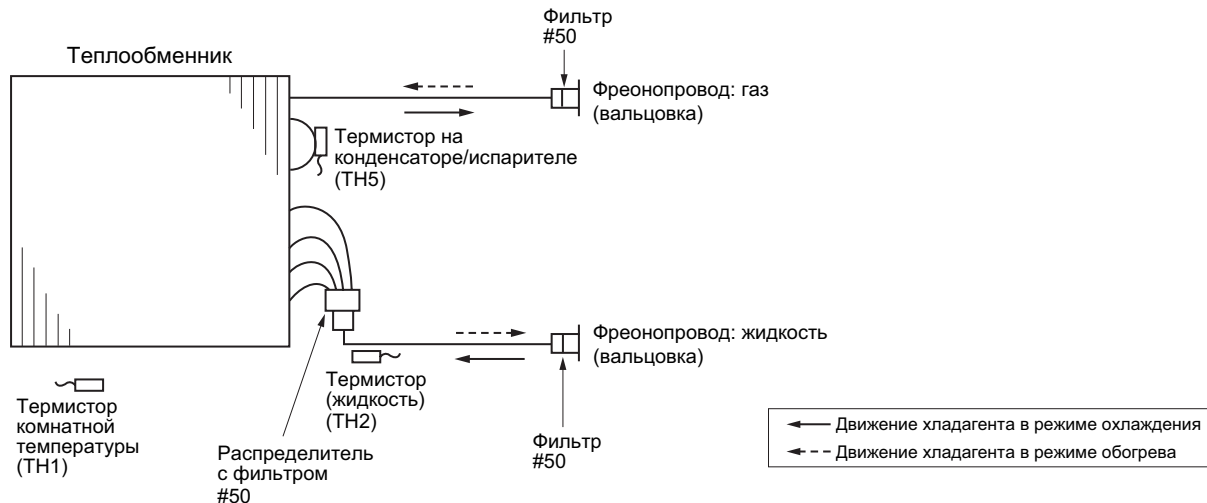 Фильтр
#50
Теплообменник
Фреонопровод: газ
(вальцовка)
Термистор на
конденсаторе/испарителе
(TH5)
Фреонопровод: жидкость
(вальцовка)
Термистор
(жидкость)
(TH2)
Термистор
комнатной
температуры
(TH1)
Распределитель
с фильтром
#50
Фильтр
#50
Движение хладагента в режиме охлаждения
Движение хладагента в режиме обогрева